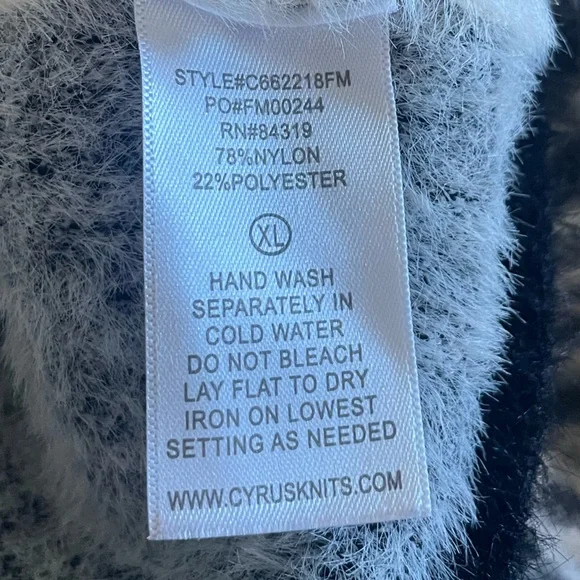 STYLE#C662218FM
PO#FM00244
RN#84319
78%NYLON
22%POLYESTER
XL
HAND WASH
SEPARATELY IN
COLD WATER
DO NOT BLEACH
LAY FLAT TO DRY
IRON ON LOWEST
SETTING AS NEEDED
WWW.CYRUSKNITS.COM